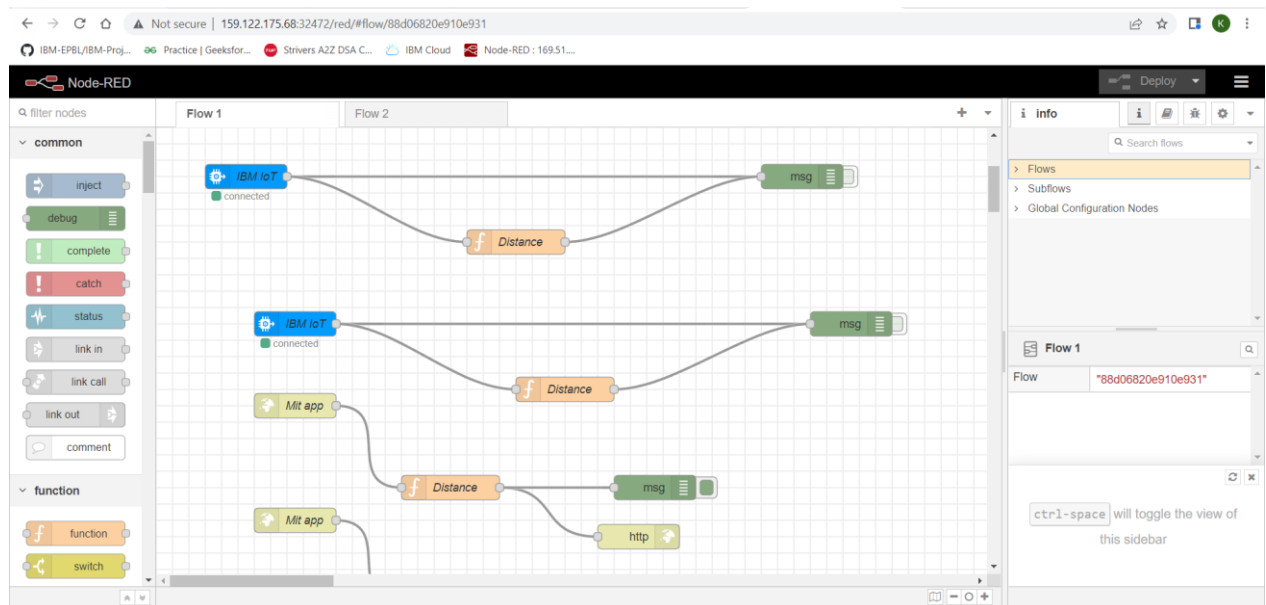 Not secure | 159.122.175.68:32472/red/#flow/88d06820e910e931
K
IBM-EPBL/IBM-Proj... Practice | Geeksfor... Strivers A2Z DSA C... IBM Cloud Node-RED : 169.51....
Node-RED Deploy
filter nodes
Flow 1 Flow 2
i info i
common
Search flows
inject
IBM IoT
msg
Flows
connected
Subflows
debug
Global Configuration Nodes
Distance
complete
catch
status
IBM IoT
msg
connected
link in
Flow 1
link call
Distance
Flow "88d06820e910e931"
Mit app
link out
comment
function
Distance
msg
ctrl-space will toggle the view of
this sidebar
Mit app
function
http
switch